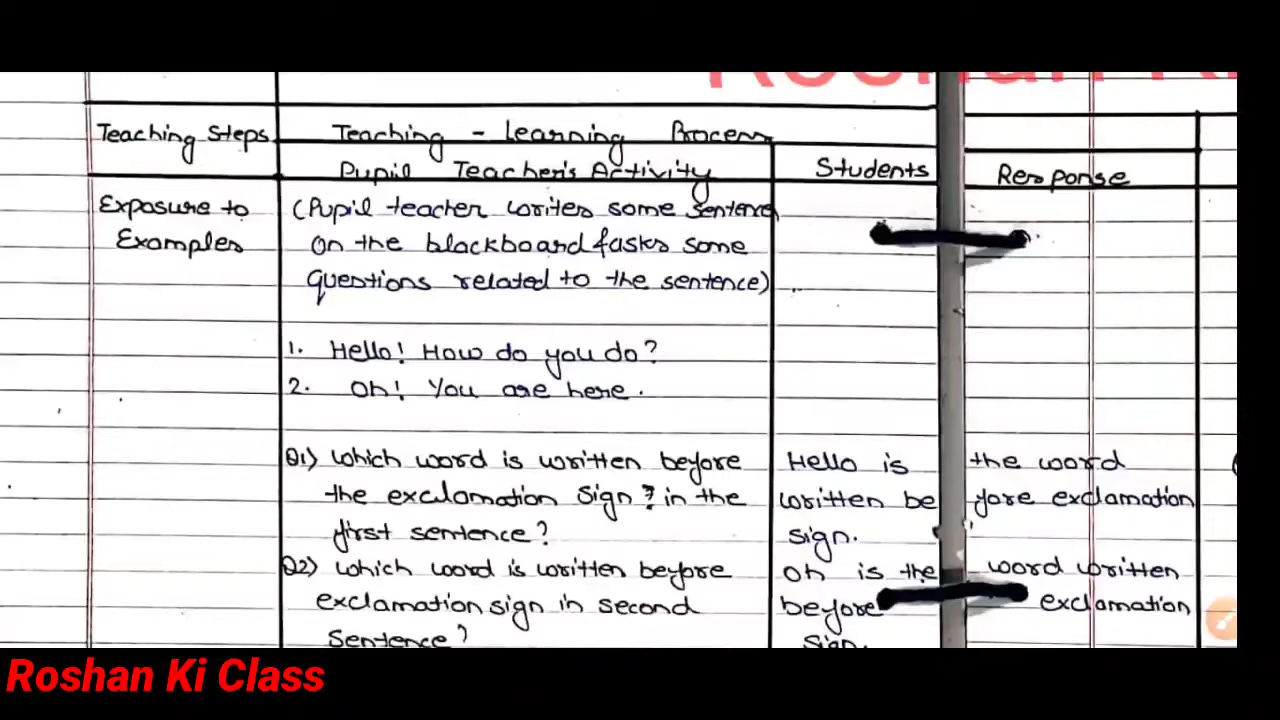 Teaching Steps
Teaching - Learning Process
Pupil Teacher's Activity
Students Response
Exposure to
Examples
(Pupil teacher writes some sentence
on the blackboard & asks some
questions related to the sentence)
1. Hello! How do you do?
2. Oh! You are here.
Q1) Which word is written before
the exclamation sign? in the
first sentence?
Hello is the word
written before exclamation
sign.
Q2) which word is written before
exclamation sign in second
sentence?
Oh is the word written
before exclamation
sign.
Roshan Ki Class